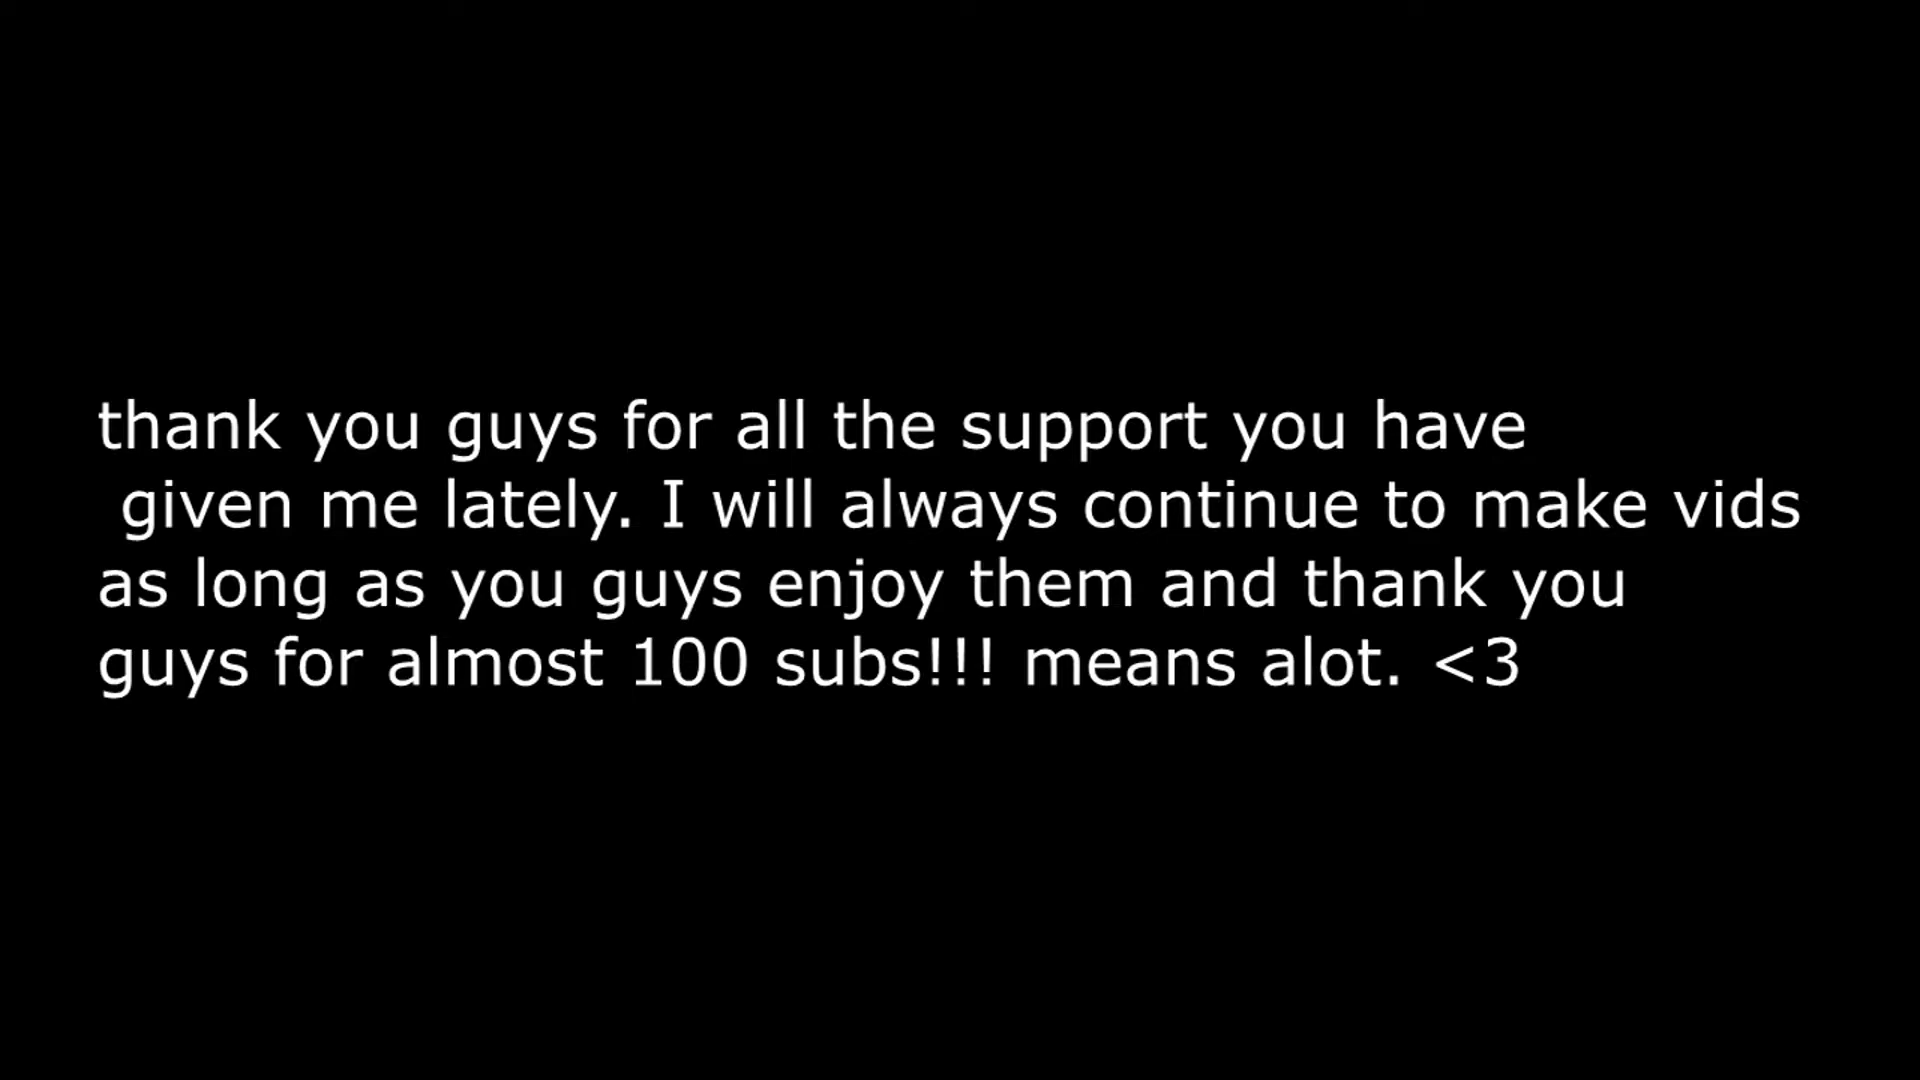 thank you guys for all the support you have
given me lately. I will always continue to make vids
as long as you guys enjoy them and thank you
guys for almost 100 subs!!! means alot. <3